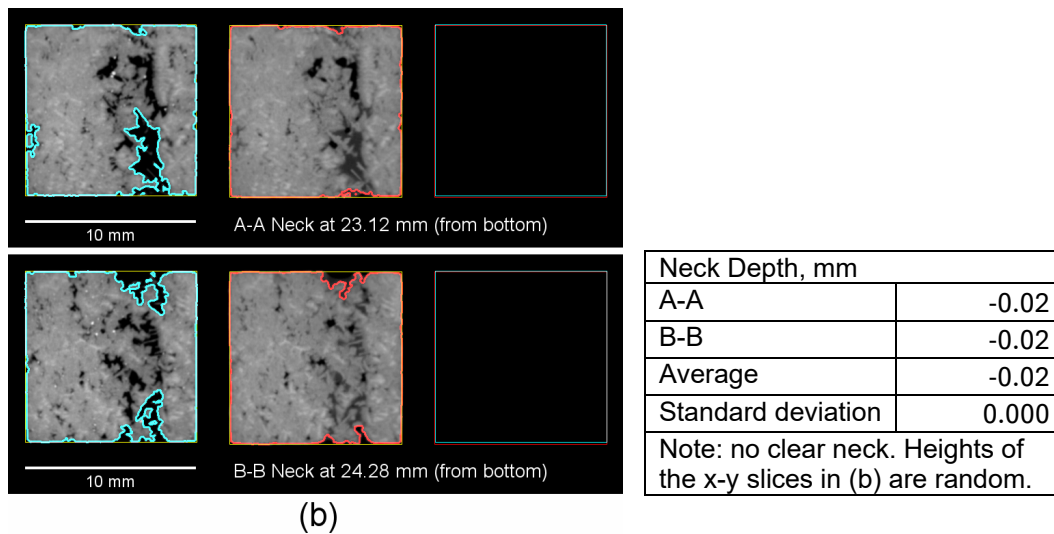 10 mm
A-A Neck at 23.12 mm (from bottom)
10 mm
B-B Neck at 24.28 mm (from bottom)
(b)
Neck Depth, mm
A-A -0.02
B-B -0.02
Average -0.02
Standard deviation 0.000
Note: no clear neck. Heights of
the x-y slices in (b) are random.